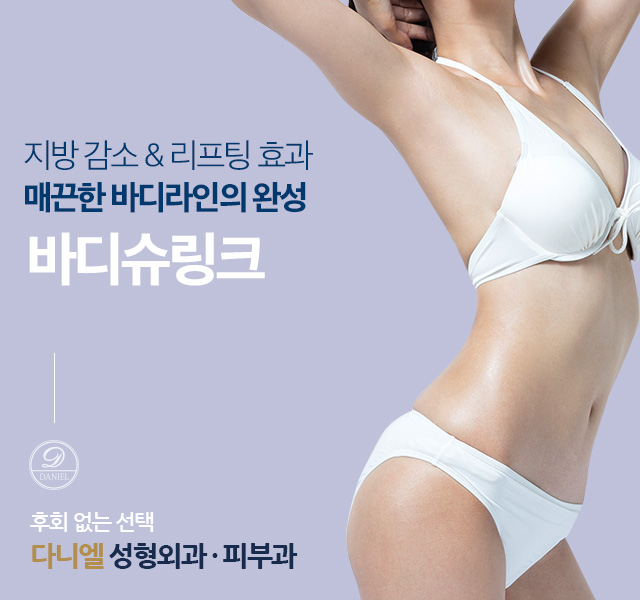 지방 감소 & 리프팅 효과
매끈한 바디라인의 완성
바디슈링크
D
DANIEL
후회 없는 선택
다니엘 성형외과 · 피부과